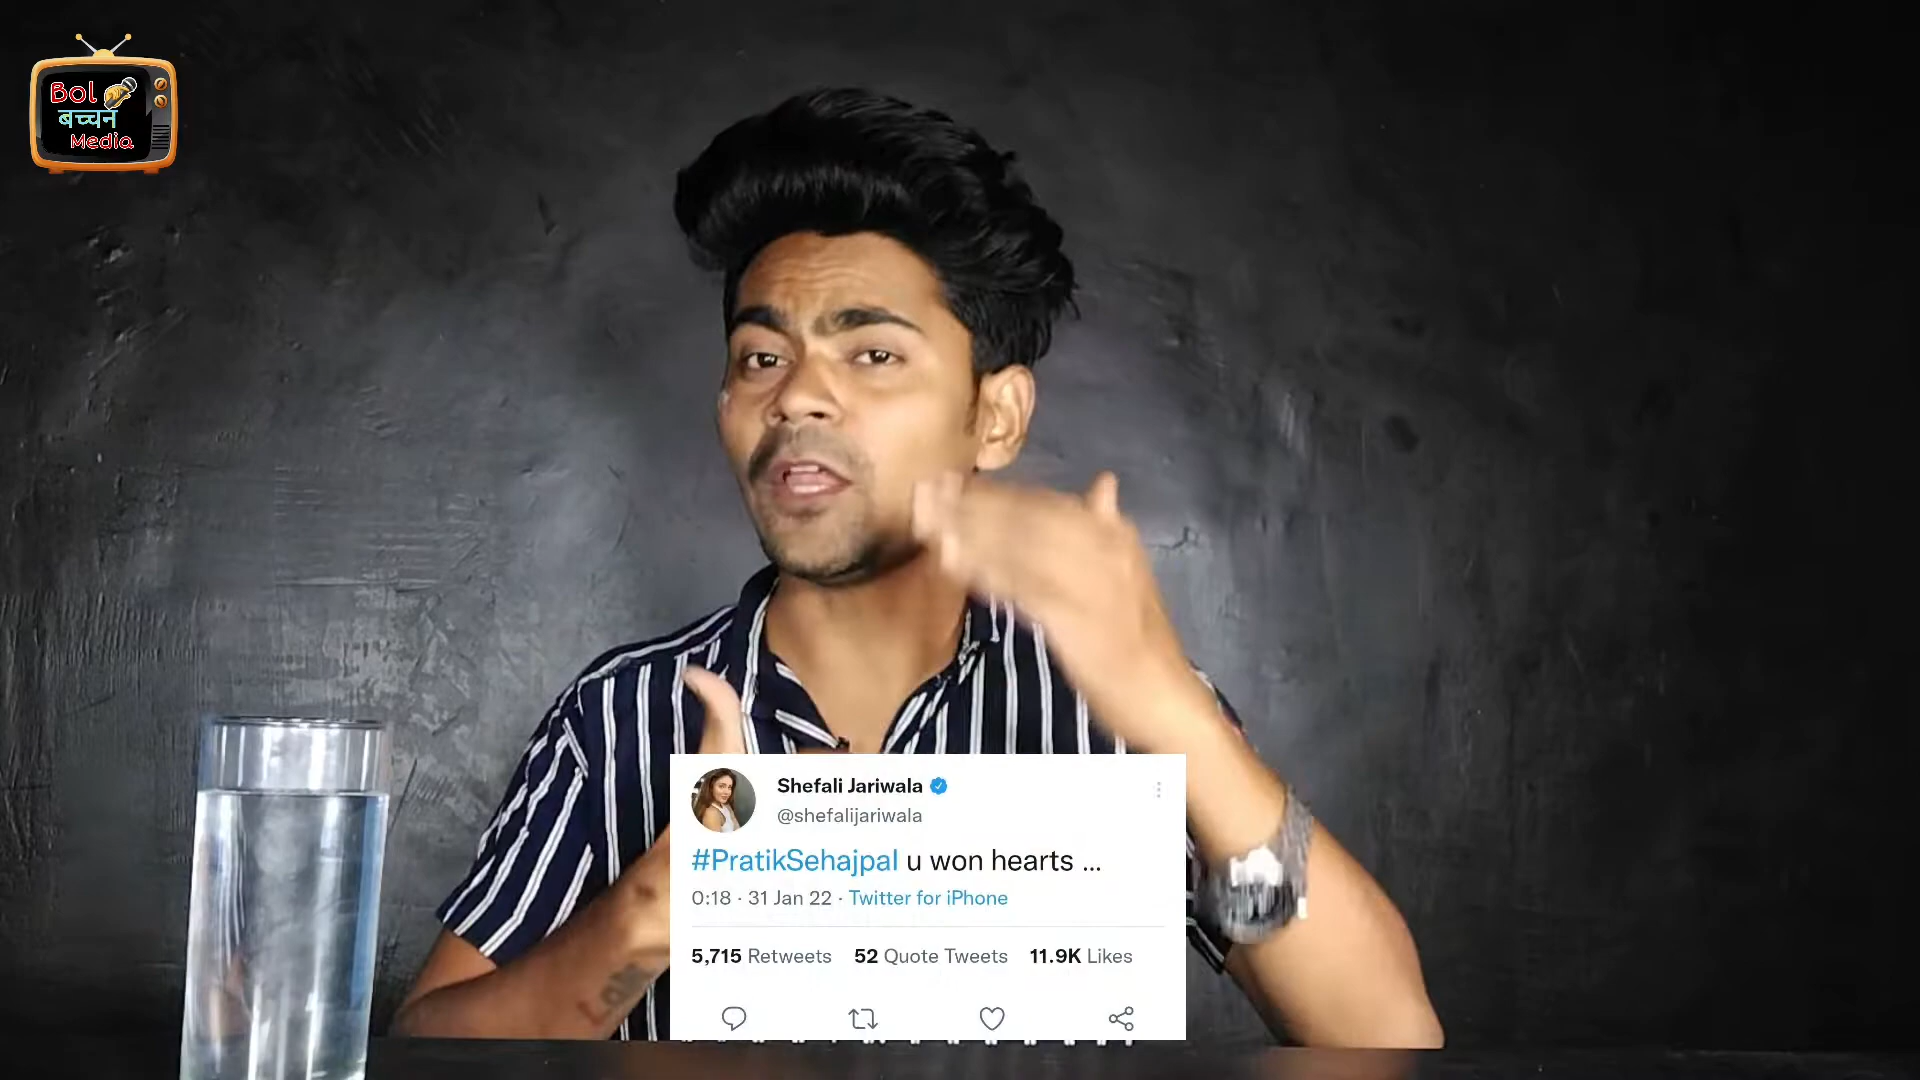 Bol
बच्चन
Media
Shefali Jariwala
@shefalijariwala
#PratikSehajpal u won hearts ...
0:18 · 31 Jan 22 · Twitter for iPhone
5,715 Retweets 52 Quote Tweets 11.9K Likes